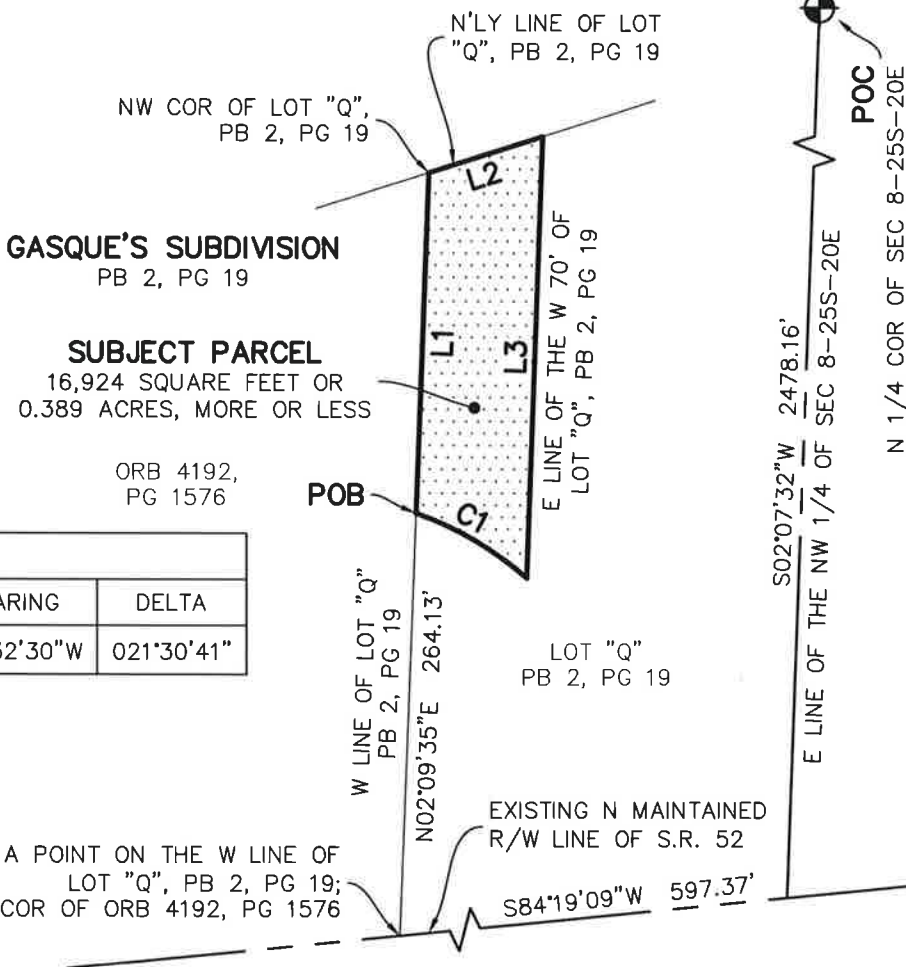 N'LY LINE OF LOT
"Q", PB 2, PG 19
NW COR OF LOT "Q",
PB 2, PG 19
POC
N 1/4 COR OF SEC 8-25S-20E
L2
GASQUE'S SUBDIVISION
PB 2, PG 19
SUBJECT PARCEL
16,924 SQUARE FEET OR
0.389 ACRES, MORE OR LESS
L1
L3
E LINE OF THE W 70' OF
LOT "Q", PB 2, PG 19
S02°07'32"W 2478.16'
E LINE OF THE NW 1/4 OF SEC 8-25S-20E
ORB 4192,
PG 1576
POB
C1
DELTA
021°30'41"
W LINE OF LOT "Q"
PB 2, PG 19
N02°09'35"E 264.13'
LOT "Q"
PB 2, PG 19
EXISTING N MAINTAINED
R/W LINE OF S.R. 52
A POINT ON THE W LINE OF
LOT "Q", PB 2, PG 19;
COR OF ORB 4192, PG 1576
S84°19'09"W 597.37'